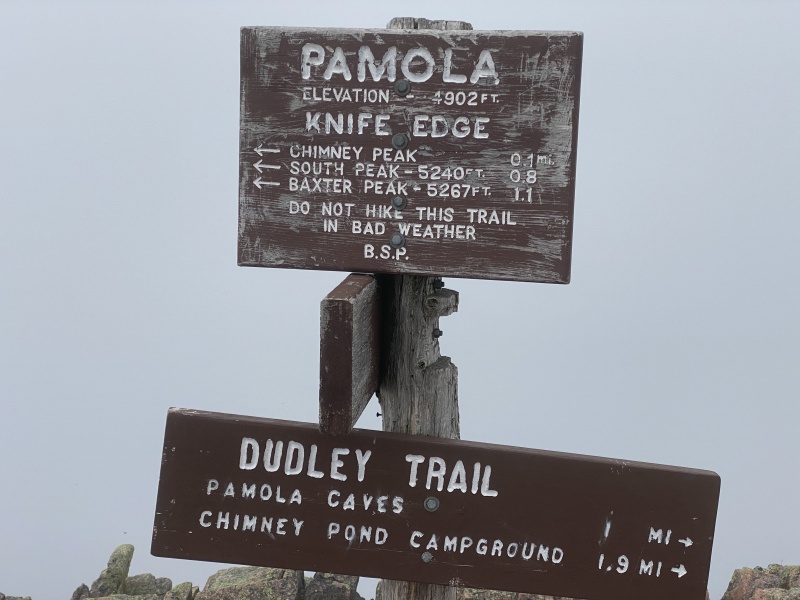 PAMOLA
ELEVATION - 4902 FT.
KNIFE EDGE
← CHIMNEY PEAK 0.1 mi.
← SOUTH PEAK - 5240 FT. 0.8
← BAXTER PEAK - 5267 FT. 1.1
DO NOT HIKE THIS TRAIL
IN BAD WEATHER
B.S.P.
DUDLEY TRAIL
PAMOLA CAVES 1 MI →
CHIMNEY POND CAMPGROUND 1.9 MI →